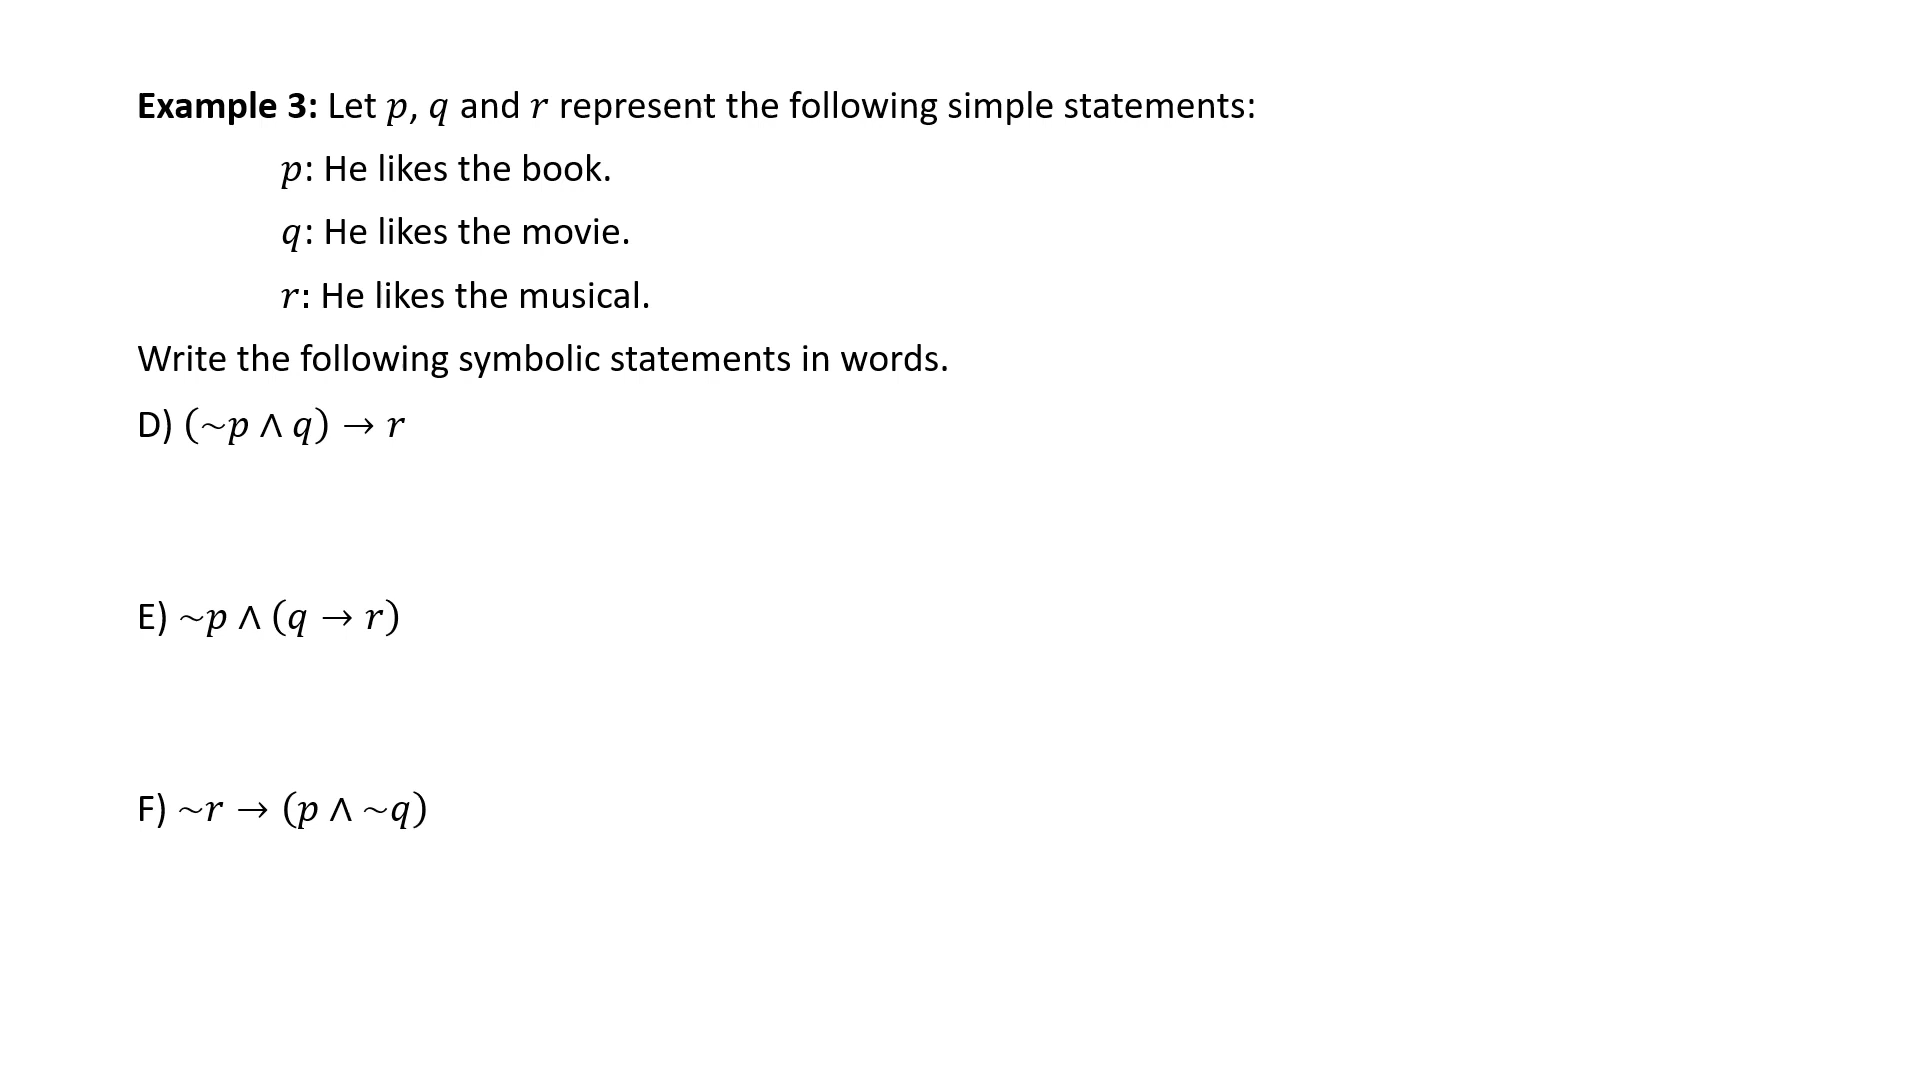 Example 3: Let p, q and r represent the following simple statements:
p: He likes the book.
q: He likes the movie.
r: He likes the musical.
Write the following symbolic statements in words.
D) (~p ∧ q) → r
E) ~p ∧ (q → r)
F) ~r → (p ∧ ~q)